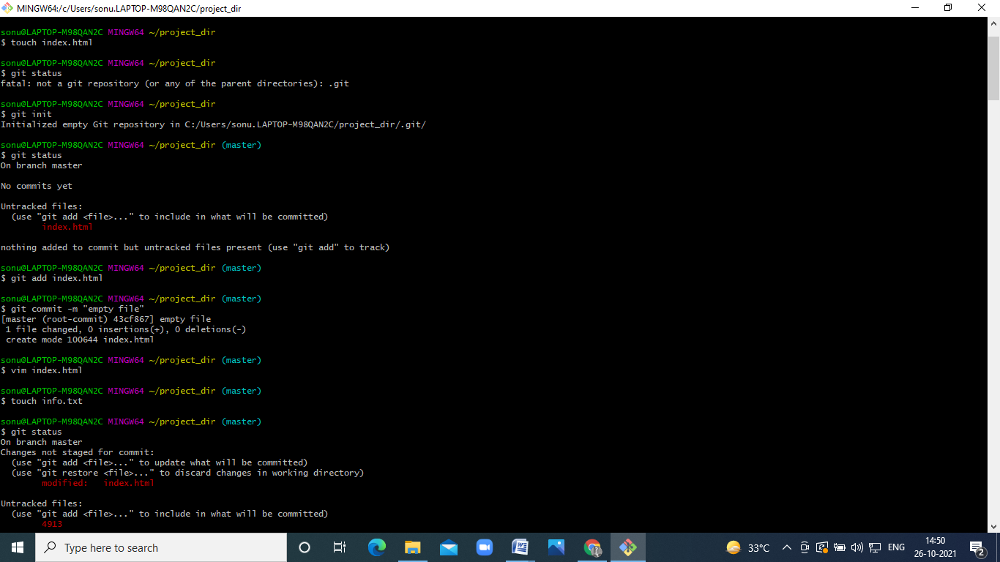 MINGW64:/c/Users/sonu.LAPTOP-M98QAN2C/project_dir
sonu@LAPTOP-M98QAN2C MINGW64 ~/project_dir
$ touch index.html
sonu@LAPTOP-M98QAN2C MINGW64 ~/project_dir
$ git status
fatal: not a git repository (or any of the parent directories): .git
sonu@LAPTOP-M98QAN2C MINGW64 ~/project_dir
$ git init
Initialized empty Git repository in C:/Users/sonu.LAPTOP-M98QAN2C/project_dir/.git/
sonu@LAPTOP-M98QAN2C MINGW64 ~/project_dir (master)
$ git status
On branch master
No commits yet
Untracked files:
(use "git add <file>..." to include in what will be committed)
index.html
nothing added to commit but untracked files present (use "git add" to track)
sonu@LAPTOP-M98QAN2C MINGW64 ~/project_dir (master)
$ git add index.html
sonu@LAPTOP-M98QAN2C MINGW64 ~/project_dir (master)
$ git commit -m "empty file"
[master (root-commit) 43cf867] empty file
1 file changed, 0 insertions(+), 0 deletions(-)
create mode 100644 index.html
sonu@LAPTOP-M98QAN2C MINGW64 ~/project_dir (master)
$ vim index.html
sonu@LAPTOP-M98QAN2C MINGW64 ~/project_dir (master)
$ touch info.txt
sonu@LAPTOP-M98QAN2C MINGW64 ~/project_dir (master)
$ git status
On branch master
Changes not staged for commit:
(use "git add <file>..." to update what will be committed)
(use "git restore <file>..." to discard changes in working directory)
modified: index.html
Untracked files:
(use "git add <file>..." to include in what will be committed)
4913
Type here to search
33°C
ENG
14:50
26-10-2021
2